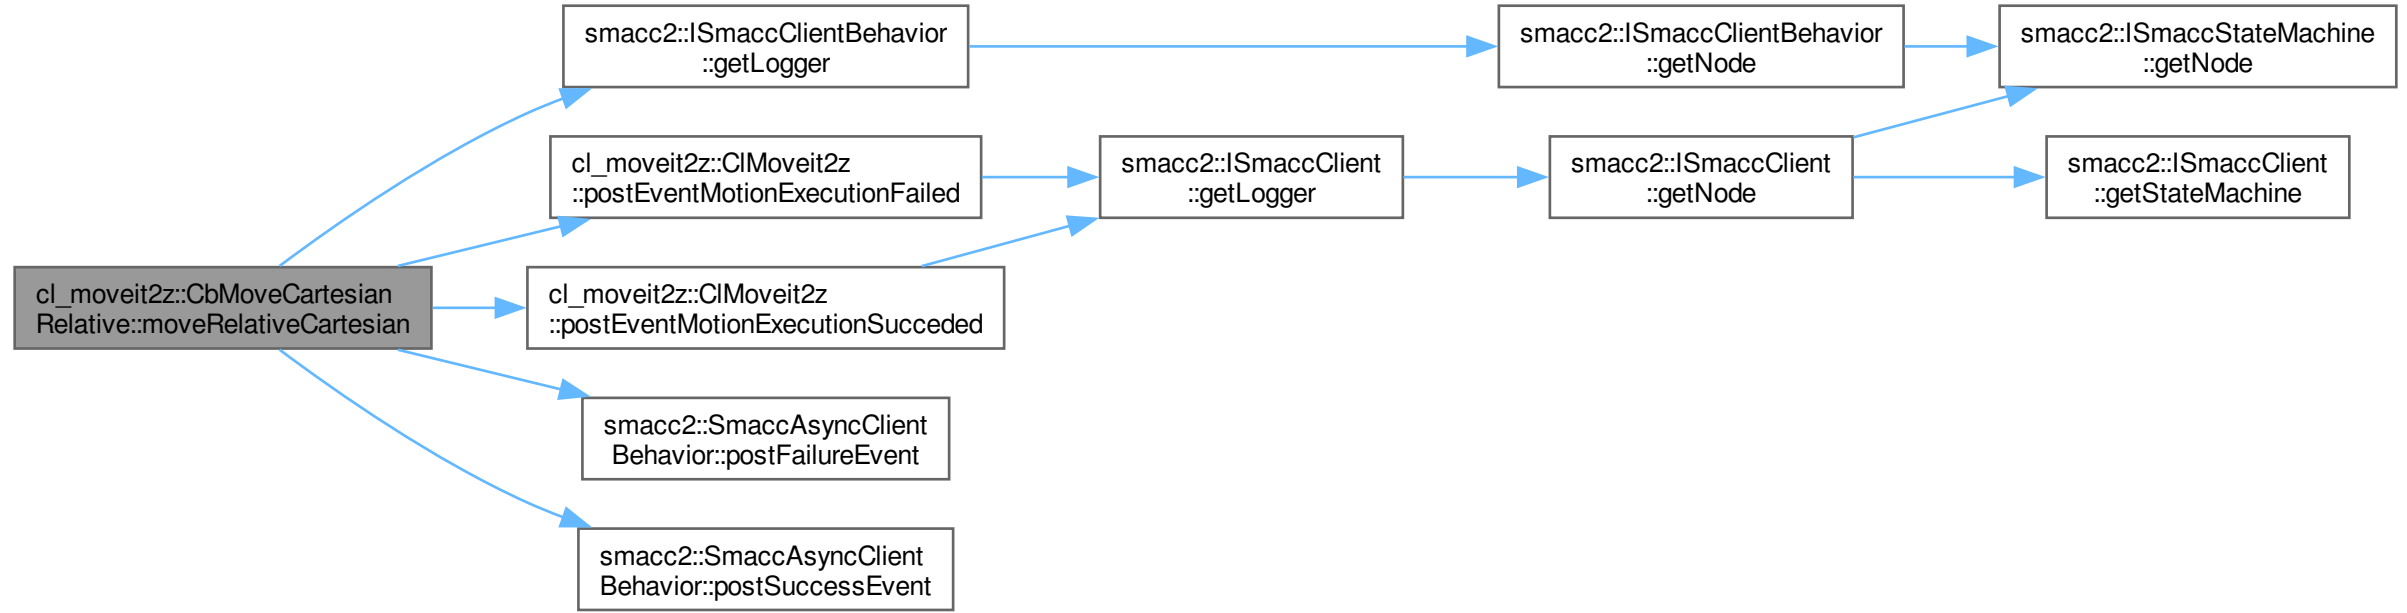 smacc2::ISmaccClientBehavior
::getLogger
smacc2::ISmaccClientBehavior
::getNode
smacc2::ISmaccStateMachine
::getNode
cl_moveit2z::ClMoveit2z
::postEventMotionExecutionFailed
smacc2::ISmaccClient
::getLogger
smacc2::ISmaccClient
::getNode
smacc2::ISmaccClient
::getStateMachine
cl_moveit2z::CbMoveCartesian
Relative::moveRelativeCartesian
cl_moveit2z::ClMoveit2z
::postEventMotionExecutionSucceded
smacc2::SmaccAsyncClient
Behavior::postFailureEvent
smacc2::SmaccAsyncClient
Behavior::postSuccessEvent